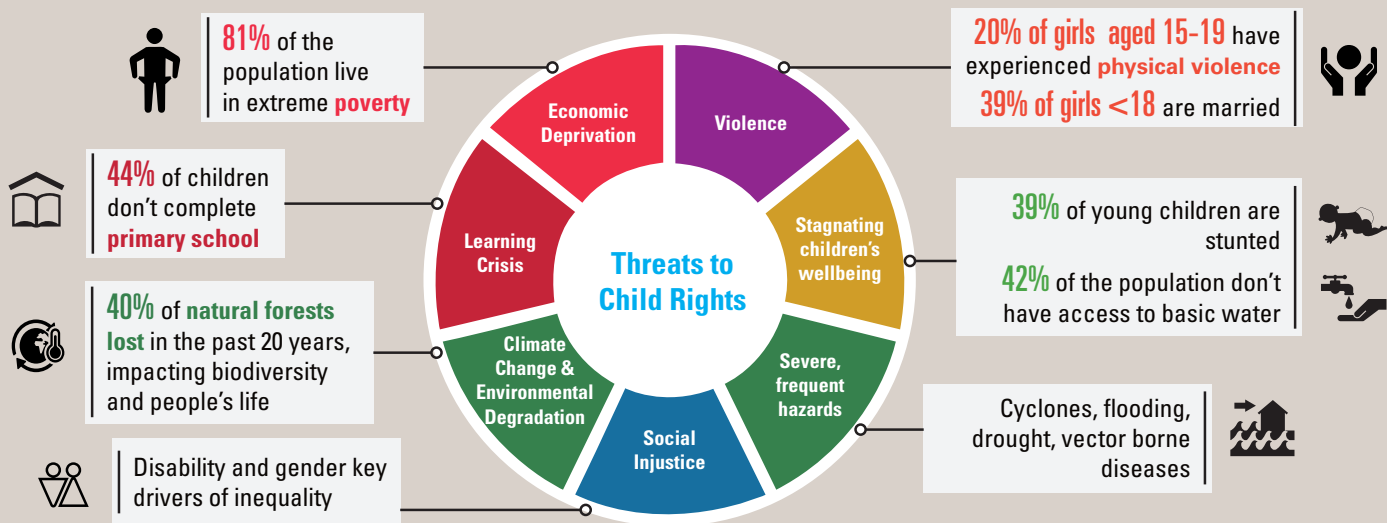 81% of the
population live
in extreme poverty
44% of children
don't complete
primary school
40% of natural forests
lost in the past 20 years,
impacting biodiversity
and people's life
Disability and gender key
drivers of inequality
Economic
Deprivation
Violence
Learning
Crisis
Stagnating
children's
wellbeing
Threats to
Child Rights
Climate
Change &
Environmental
Degradation
Severe,
frequent
hazards
Social
Injustice
20% of girls aged 15-19 have
experienced physical violence
39% of girls <18 are married
39% of young children are
stunted
42% of the population don't
have access to basic water
Cyclones, flooding,
drought, vector borne
diseases